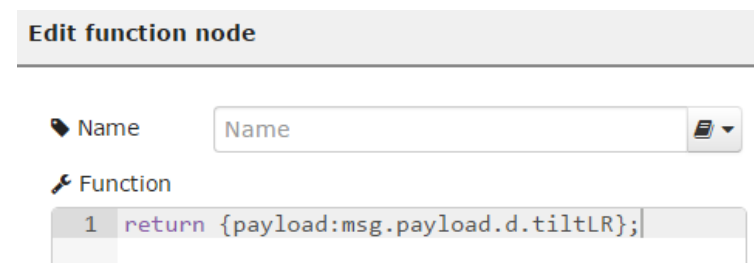 Edit function node
Name
Name
Function
1 return {payload:msg.payload.d.tiltLR};